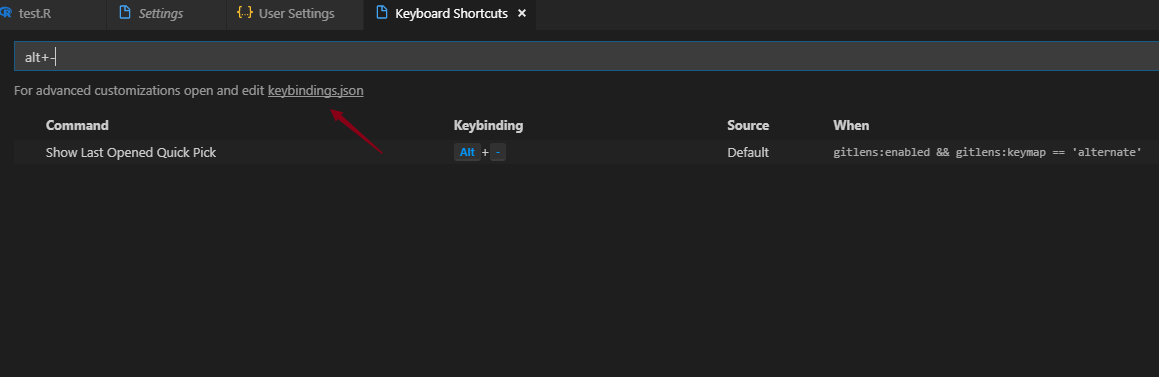 test.R Settings {..} User Settings Keyboard Shortcuts ×
alt+-
For advanced customizations open and edit keybindings.json
Command Keybinding Source When
Show Last Opened Quick Pick Alt + - Default gitlens:enabled && gitlens:keymap == 'alternate'